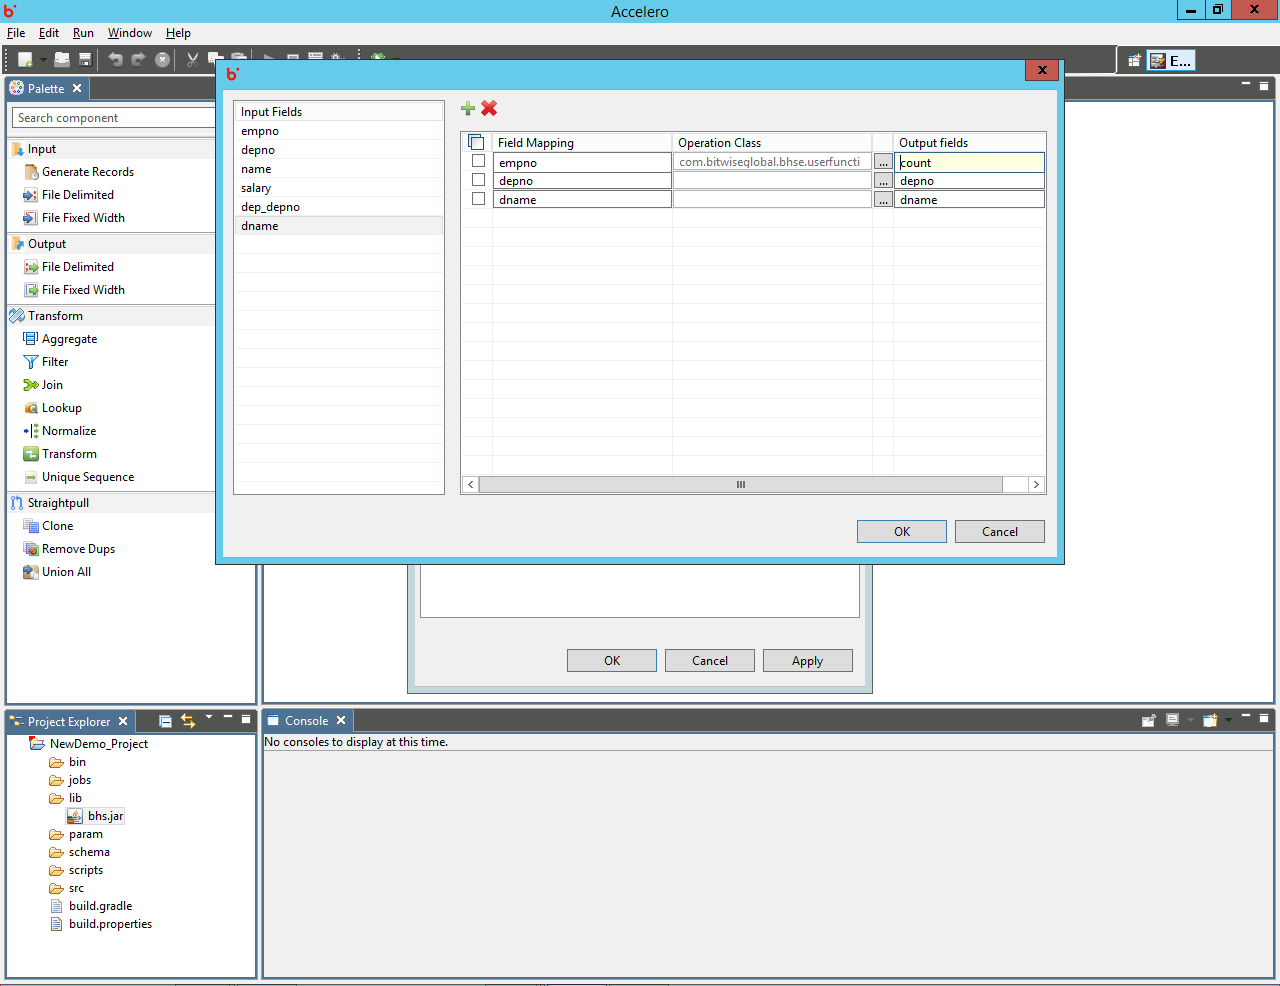 Accelero
File Edit Run Window Help
E...
Palette
Search component
Input
Generate Records
File Delimited
File Fixed Width
Output
File Delimited
File Fixed Width
Transform
Aggregate
Filter
Join
Lookup
Normalize
Transform
Unique Sequence
Straightpull
Clone
Remove Dups
Union All
Input Fields
empno
depno
name
salary
dep_depno
dname
Field Mapping Operation Class Output fields
empno com.bitwiseglobal.bhse.userfuncti ... count
depno ... depno
dname ... dname
OK Cancel
OK Cancel Apply
Project Explorer
NewDemo_Project
bin
jobs
lib
bhs.jar
param
schema
scripts
src
build.gradle
build.properties
Console
No consoles to display at this time.